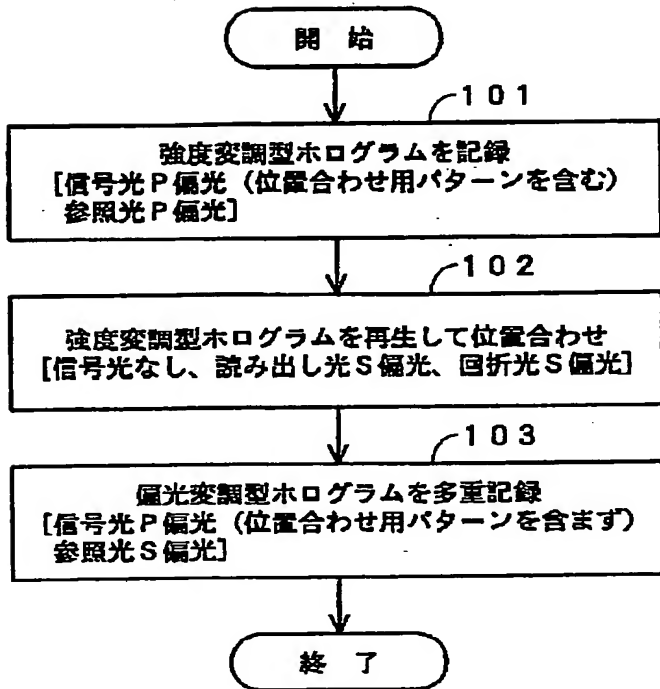 開 始
101
強度変調型ホログラムを記録
[信号光P偏光（位置合わせ用パターンを含む）
参照光P偏光]
102
強度変調型ホログラムを再生して位置合わせ
[信号光なし、読み出し光S偏光、回折光S偏光]
103
偏光変調型ホログラムを多重記録
[信号光P偏光（位置合わせ用パターンを含まず）
参照光S偏光]
終 了